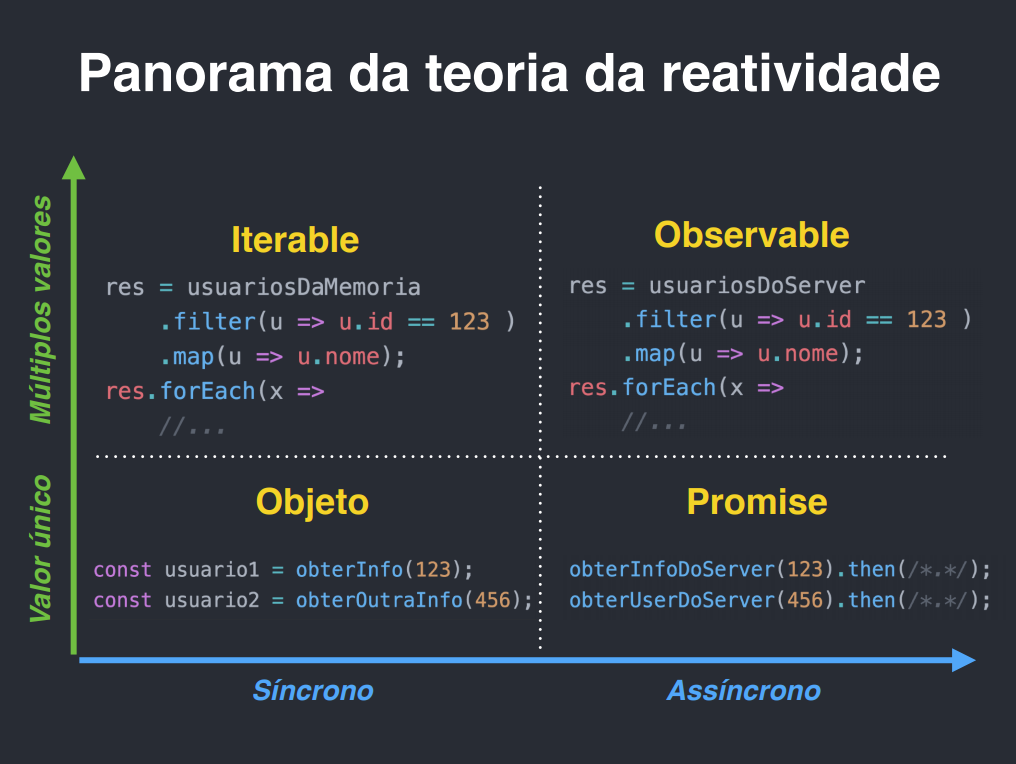 Panorama da teoria da reatividade
Múltiplos valores
Iterable
res = usuariosDaMemoria
.filter(u => u.id == 123 )
.map(u => u.nome);
res.forEach(x =>
//...
Observable
res = usuariosDoServer
.filter(u => u.id == 123 )
.map(u => u.nome);
res.forEach(x =>
//...
Valor único
Objeto
const usuario1 = obterInfo(123);
const usuario2 = obterOutraInfo(456);
Promise
obterInfoDoServer(123).then(/*.*/);
obterUserDoServer(456).then(/*.*/);
Síncrono
Assíncrono